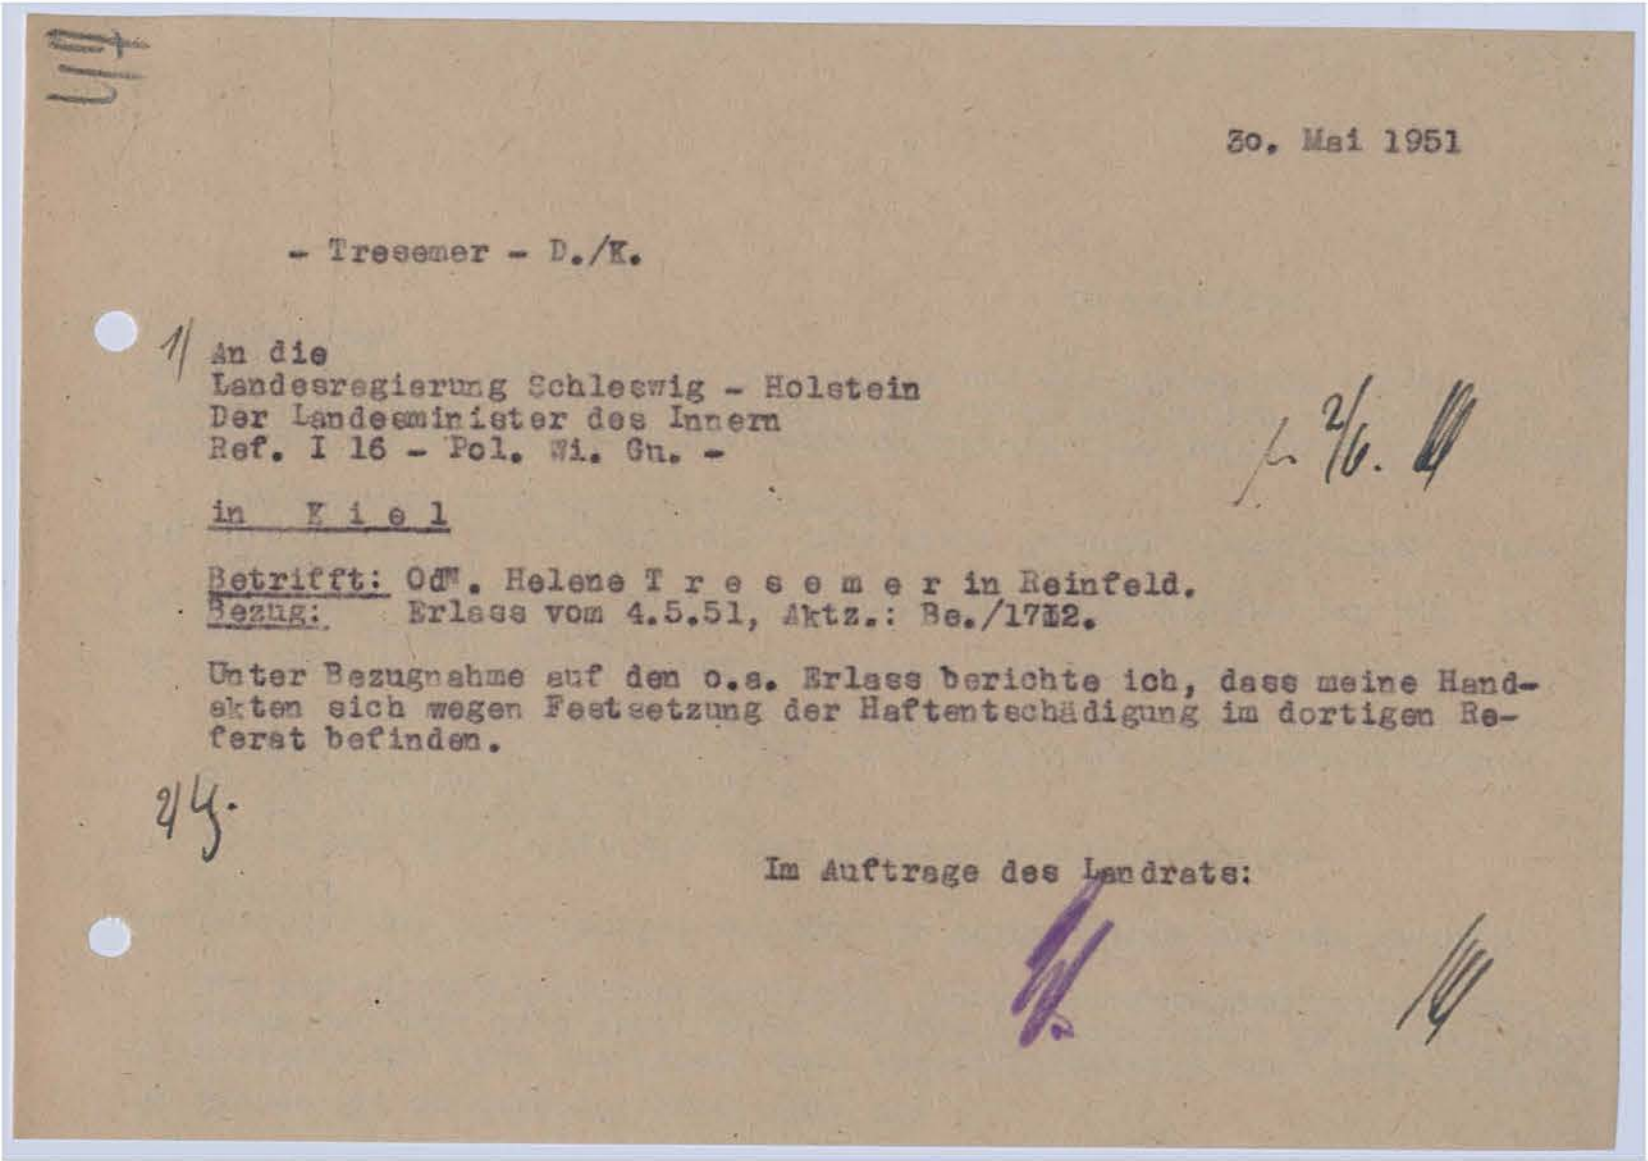 30. Mai 1951
- Tresemer - D./K.
1/ An die
Landesregierung Schleswig - Holstein
Der Landesminister des Innern
Ref. I 16 - Pol. Wi. Gu. -
2/6.
in K i e l
Betrifft: OdN. Helene T r e s e m e r in Reinfeld.
Bezug: Erlass vom 4.5.51, Aktz.: Be./1712.
Unter Bezugnahme auf den o.a. Erlass berichte ich, dass meine Hand-
akten sich wegen Festsetzung der Haftentschädigung im dortigen Re-
ferat befinden.
2/
Im Auftrage des Landrats: